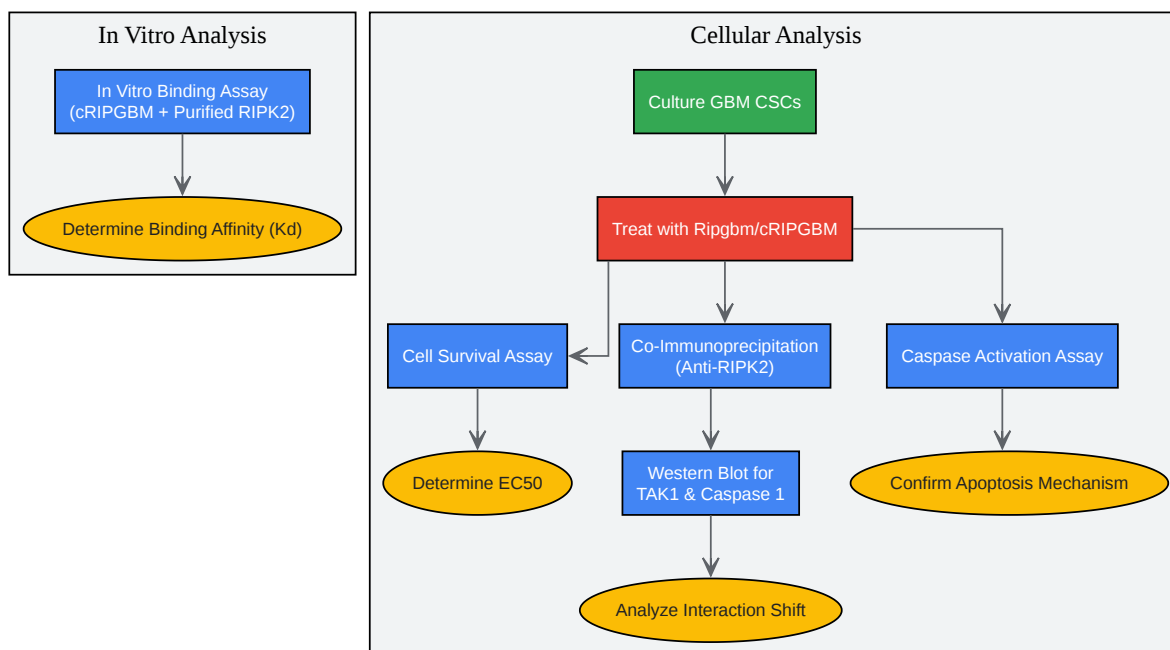 In Vitro Analysis
In Vitro Binding Assay
(cRIPGBM + Purified RIPK2)
Determine Binding Affinity (Kd)
Cellular Analysis
Culture GBM CSCs
Treat with Ripgbm/cRIPGBM
Cell Survival Assay
Co-Immunoprecipitation
(Anti-RIPK2)
Caspase Activation Assay
Determine EC50
Western Blot for
TAK1 & Caspase 1
Confirm Apoptosis Mechanism
Analyze Interaction Shift